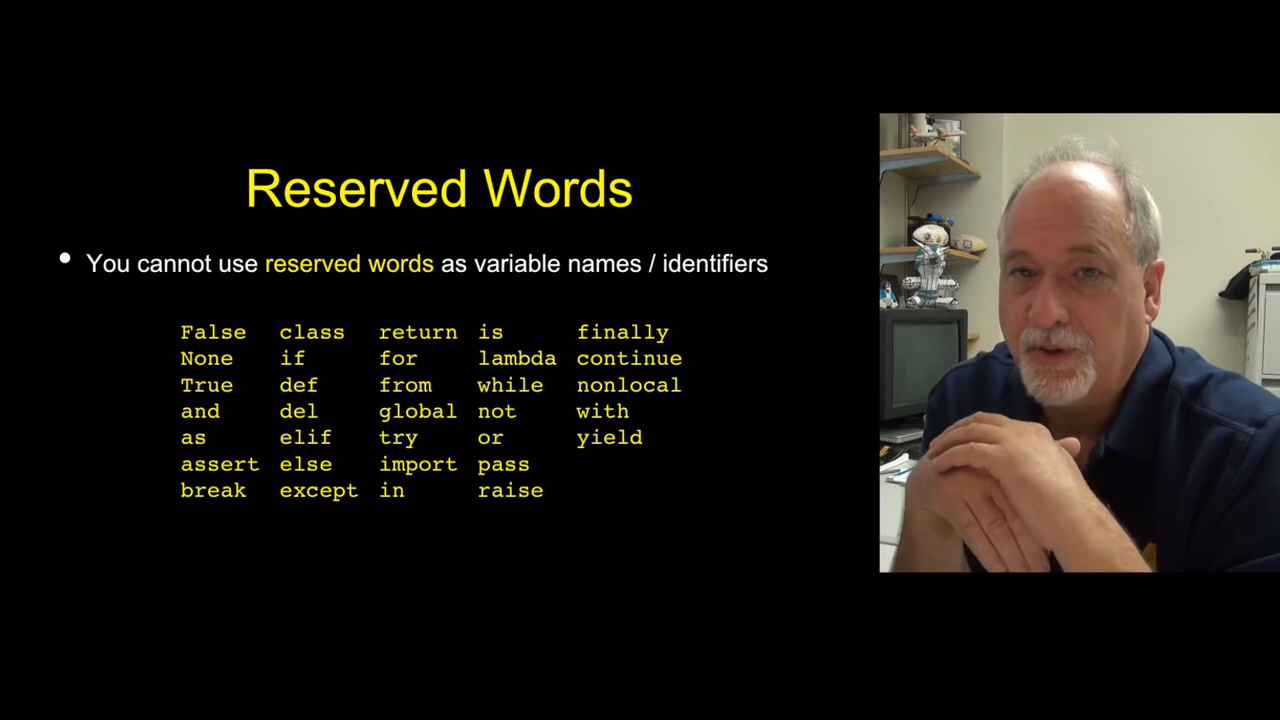 Reserved Words
• You cannot use reserved words as variable names / identifiers
False class return is finally
None if for lambda continue
True def from while nonlocal
and del global not with
as elif try or yield
assert else import pass
break except in raise